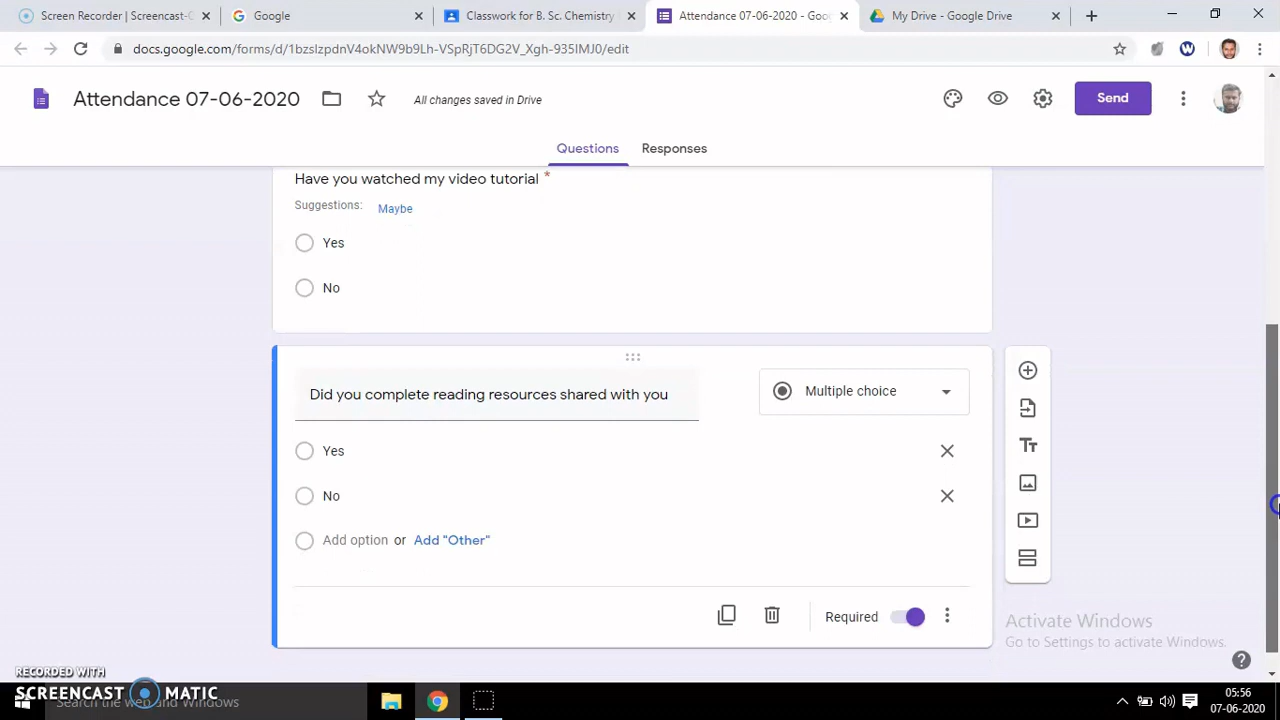 Screen Recorder | Screencast-O
Google
Classwork for B. Sc. Chemistry
Attendance 07-06-2020 - Goo
My Drive - Google Drive
docs.google.com/forms/d/1bzslzpdnV4okNW9b9Lh-VSpRjT6DG2V_Xgh-935IMJ0/edit
Attendance 07-06-2020
All changes saved in Drive
Send
Questions
Responses
Have you watched my video tutorial *
Suggestions: Maybe
Yes
No
Did you complete reading resources shared with you
Multiple choice
Yes
No
Add option or Add "Other"
Required
Activate Windows
Go to Settings to activate Windows.
RECORDED WITH
SCREENCAST MATIC
Search the web and Windows
05:56
07-06-2020